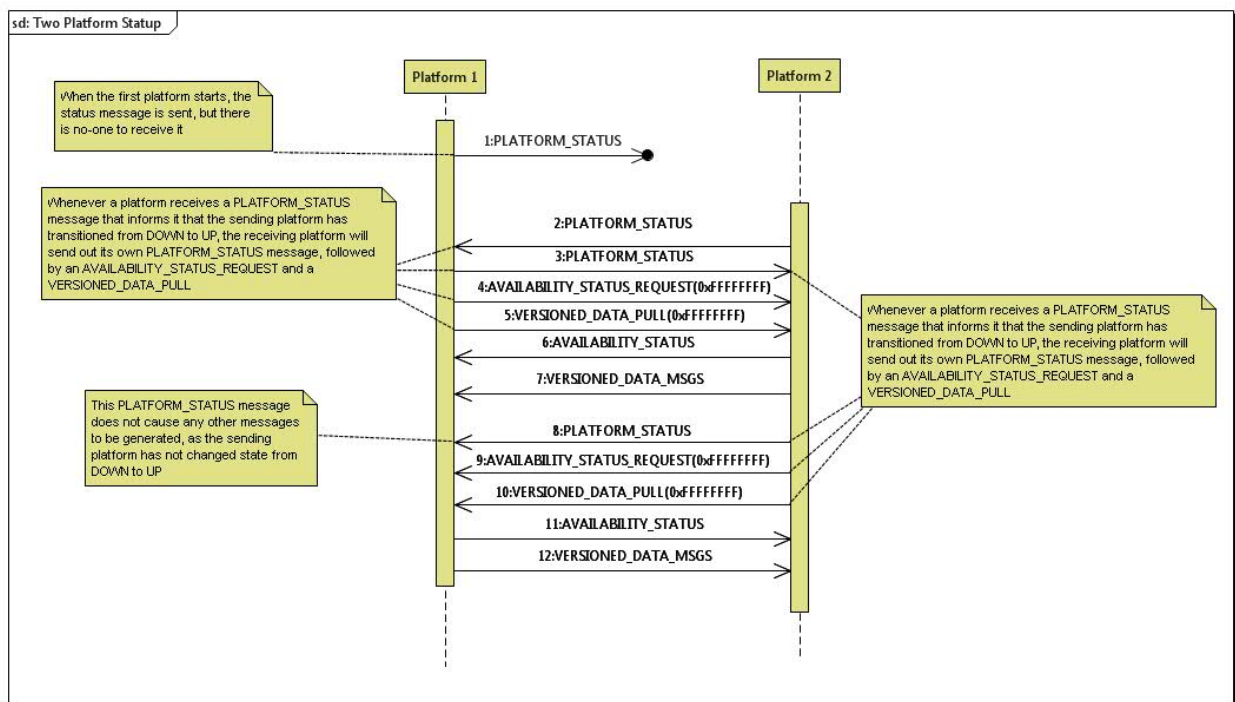 sd: Two Platform Statup
Platform 1
Platform 2
When the first platform starts, the
status message is sent, but there
is no-one to receive it
1:PLATFORM_STATUS
Whenever a platform receives a PLATFORM_STATUS
message that informs it that the sending platform has
transitioned from DOWN to UP, the receiving platform will
send out its own PLATFORM_STATUS message, followed
by an AVAILABILITY_STATUS_REQUEST and a
VERSIONED_DATA_PULL
2:PLATFORM_STATUS
3:PLATFORM_STATUS
4:AVAILABILITY_STATUS_REQUEST(0xFFFFFFFF)
5:VERSIONED_DATA_PULL(0xFFFFFFFF)
6:AVAILABILITY_STATUS
7:VERSIONED_DATA_MSGS
Whenever a platform receives a PLATFORM_STATUS
message that informs it that the sending platform has
transitioned from DOWN to UP, the receiving platform will
send out its own PLATFORM_STATUS message, followed
by an AVAILABILITY_STATUS_REQUEST and a
VERSIONED_DATA_PULL
This PLATFORM_STATUS message
does not cause any other messages
to be generated, as the sending
platform has not changed state from
DOWN to UP
8:PLATFORM_STATUS
9:AVAILABILITY_STATUS_REQUEST(0xFFFFFFFF)
10:VERSIONED_DATA_PULL(0xFFFFFFFF)
11:AVAILABILITY_STATUS
12:VERSIONED_DATA_MSGS